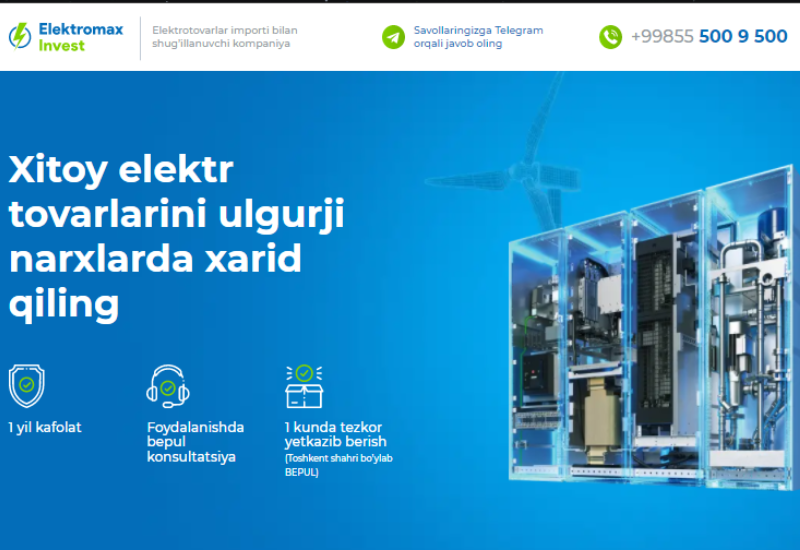 Elektromax
Invest
Elektrotovarlar importi bilan
shug'illanuvchi kompaniya
Savollaringizga Telegram
orqali javob oling
+99855 500 9 500
Xitoy elektr
tovarlarini ulgurji
narxlarda xarid
qiling
1 yil kafolat
Foydalanishda
bepul
konsultatsiya
1 kunda tezkor
yetkazib berish
(Toshkent shahri bo'ylab
BEPUL)